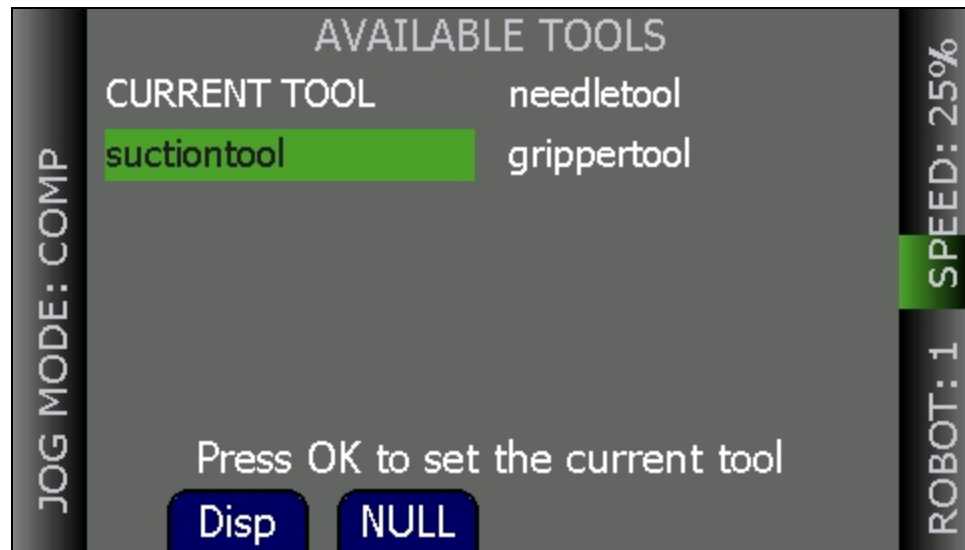 AVAILABLE TOOLS
CURRENT TOOL needletool
suctiontool grippertool
Press OK to set the current tool
Disp NULL
JOG MODE: COMP
ROBOT: 1 SPEED: 25%